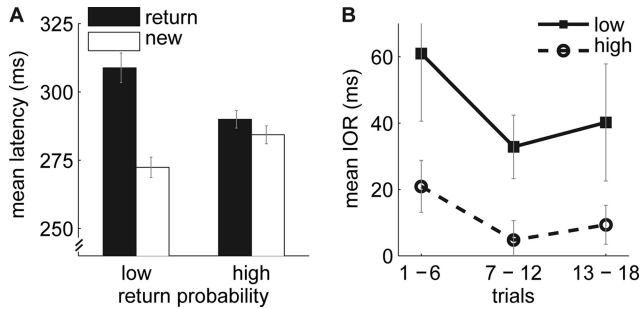 A
return
new
mean latency (ms)
325
300
275
250
low
high
return probability
B
low
high
mean IOR (ms)
60
40
20
0
1 – 6
7 – 12
13 – 18
trials